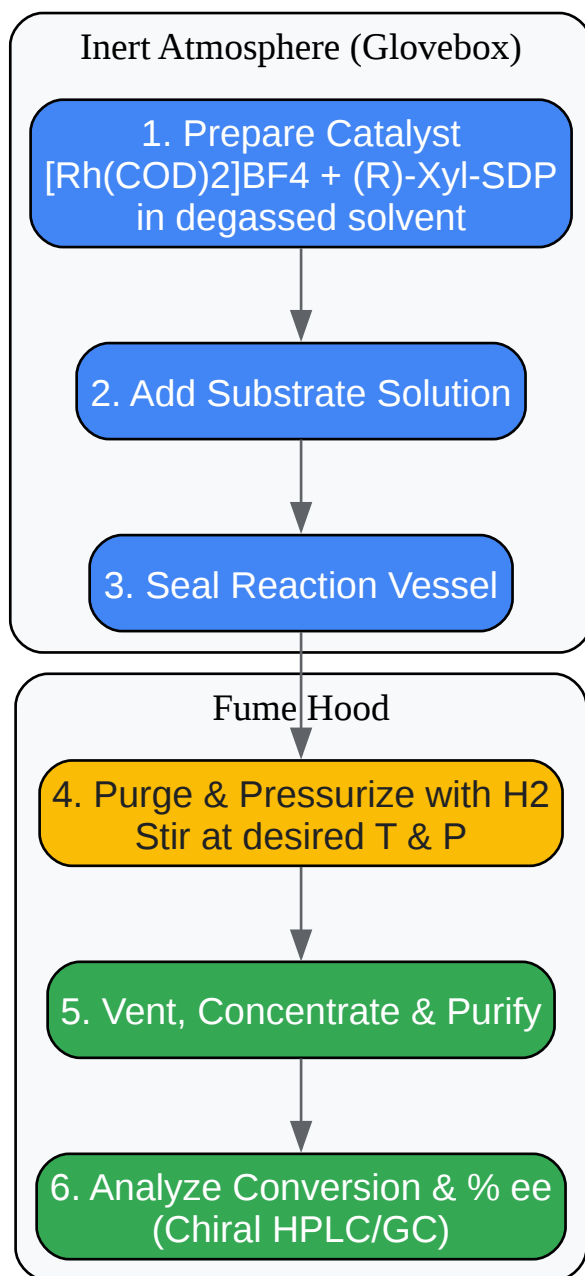 Inert Atmosphere (Glovebox)
1. Prepare Catalyst
[Rh(COD)2]BF4 + (R)-Xyl-SDP
in degassed solvent
2. Add Substrate Solution
3. Seal Reaction Vessel
Fume Hood
4. Purge & Pressurize with H2
Stir at desired T & P
5. Vent, Concentrate & Purify
6. Analyze Conversion & % ee
(Chiral HPLC/GC)